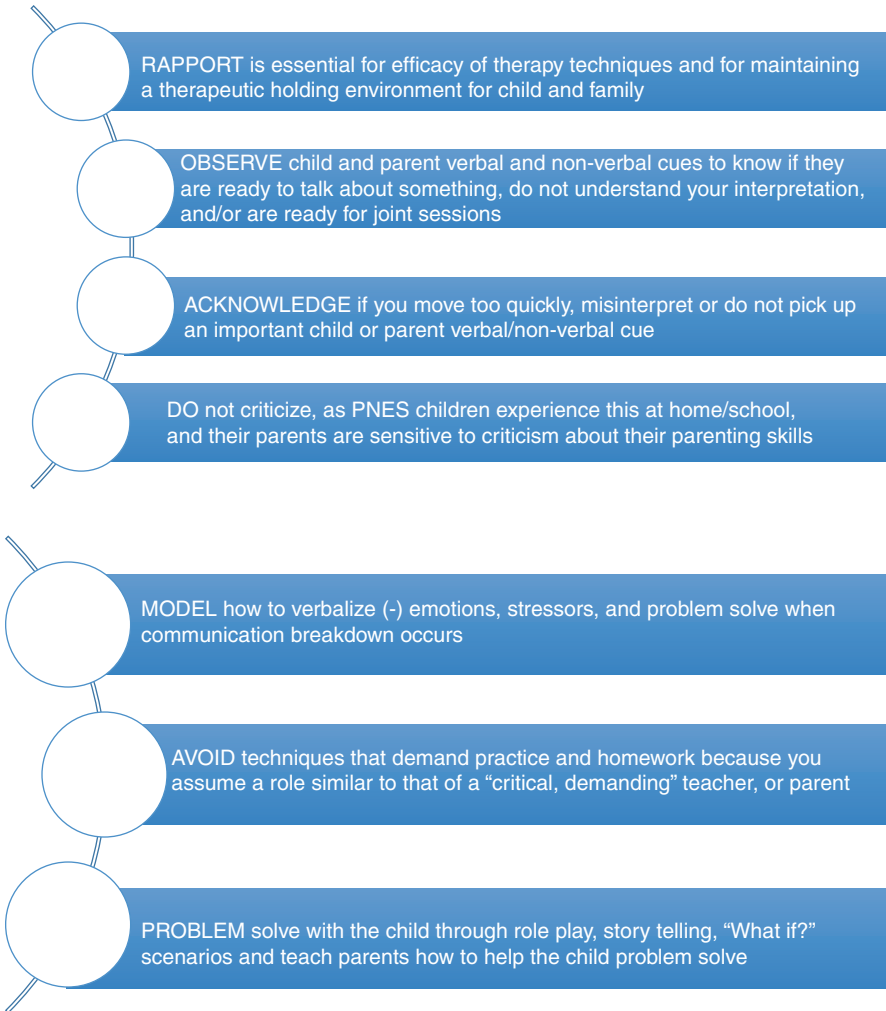 RAPPORT is essential for efficacy of therapy techniques and for maintaining
a therapeutic holding environment for child and family
OBSERVE child and parent verbal and non-verbal cues to know if they
are ready to talk about something, do not understand your interpretation,
and/or are ready for joint sessions
ACKNOWLEDGE if you move too quickly, misinterpret or do not pick up
an important child or parent verbal/non-verbal cue
DO not criticize, as PNES children experience this at home/school,
and their parents are sensitive to criticism about their parenting skills
MODEL how to verbalize (-) emotions, stressors, and problem solve when
communication breakdown occurs
AVOID techniques that demand practice and homework because you
assume a role similar to that of a “critical, demanding” teacher, or parent
PROBLEM solve with the child through role play, story telling, “What if?”
scenarios and teach parents how to help the child problem solve